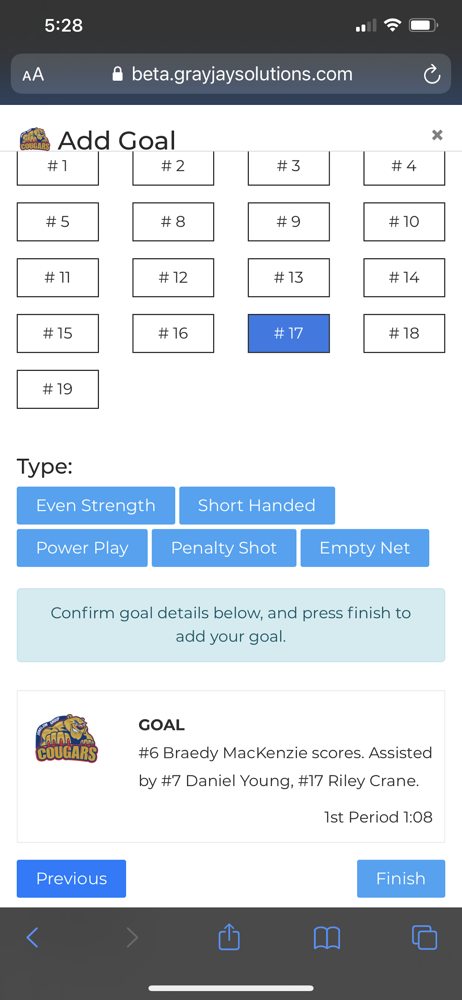 5:28
AA beta.grayjaysolutions.com
COUGARS Add Goal
# 1 # 2 # 3 # 4
# 5 # 8 # 9 # 10
# 11 # 12 # 13 # 14
# 15 # 16 # 17 # 18
# 19
Type:
Even Strength Short Handed
Power Play Penalty Shot Empty Net
Confirm goal details below, and press finish to
add your goal.
JONELJIM GROUP
COUGARS
GOAL
#6 Braedy MacKenzie scores. Assisted
by #7 Daniel Young, #17 Riley Crane.
1st Period 1:08
Previous Finish